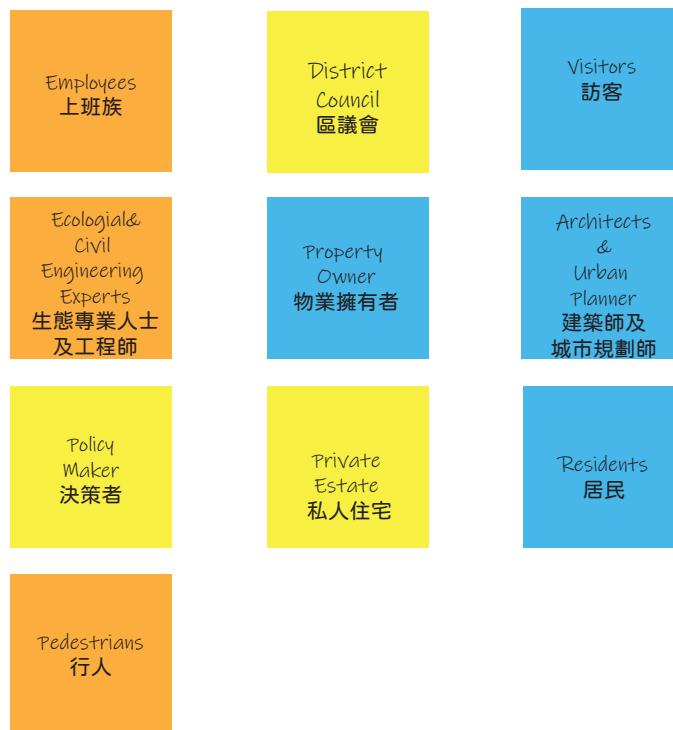 Employees
上班族
District
Council
區議會
Visitors
訪客
Ecologial&
Civil
Engineering
Experts
生態專業人士
及工程師
Property
Owner
物業擁有者
Architects
&
Urban
Planner
建築師及
城市規劃師
Policy
Maker
決策者
Private
Estate
私人住宅
Residents
居民
Pedestrians
行人